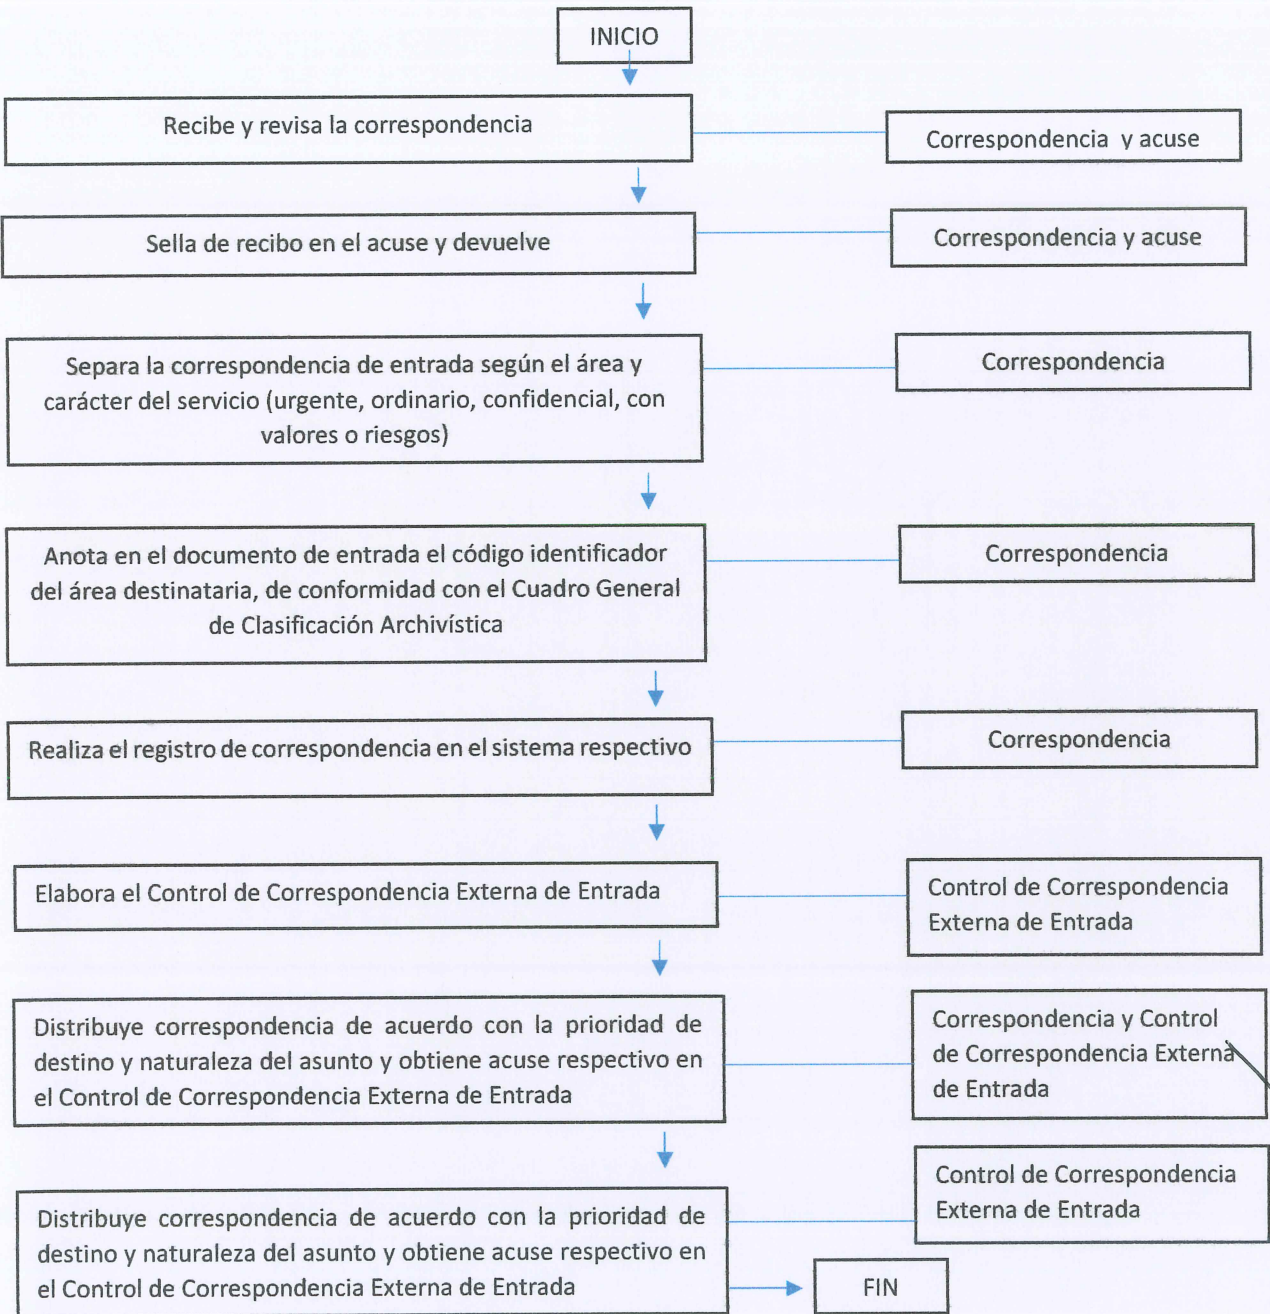 INICIO
Recibe y revisa la correspondencia
Correspondencia y acuse
Sella de recibo en el acuse y devuelve
Correspondencia y acuse
Separa la correspondencia de entrada según el área y
carácter del servicio (urgente, ordinario, confidencial, con
valores o riesgos)
Correspondencia
Anota en el documento de entrada el código identificador
del área destinataria, de conformidad con el Cuadro General
de Clasificación Archivística
Correspondencia
Realiza el registro de correspondencia en el sistema respectivo
Correspondencia
Elabora el Control de Correspondencia Externa de Entrada
Control de Correspondencia
Externa de Entrada
Distribuye correspondencia de acuerdo con la prioridad de
destino y naturaleza del asunto y obtiene acuse respectivo en
el Control de Correspondencia Externa de Entrada
Correspondencia y Control
de Correspondencia Externa
de Entrada
Distribuye correspondencia de acuerdo con la prioridad de
destino y naturaleza del asunto y obtiene acuse respectivo en
el Control de Correspondencia Externa de Entrada
Control de Correspondencia
Externa de Entrada
FIN